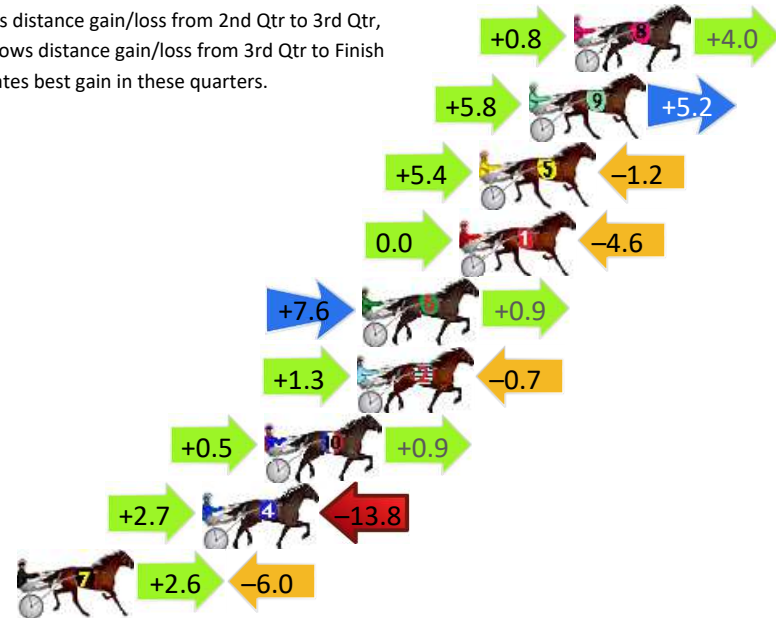 s distance gain/loss from 2nd Qtr to 3rd Qtr,
ows distance gain/loss from 3rd Qtr to Finish
ates best gain in these quarters.
+0.8 8 +4.0
+5.8 9 +5.2
+5.4 5 –1.2
0.0 1 –4.6
+7.6 6 +0.9
+1.3 2 –0.7
+0.5 10 +0.9
+2.7 4 –13.8
7 +2.6 –6.0